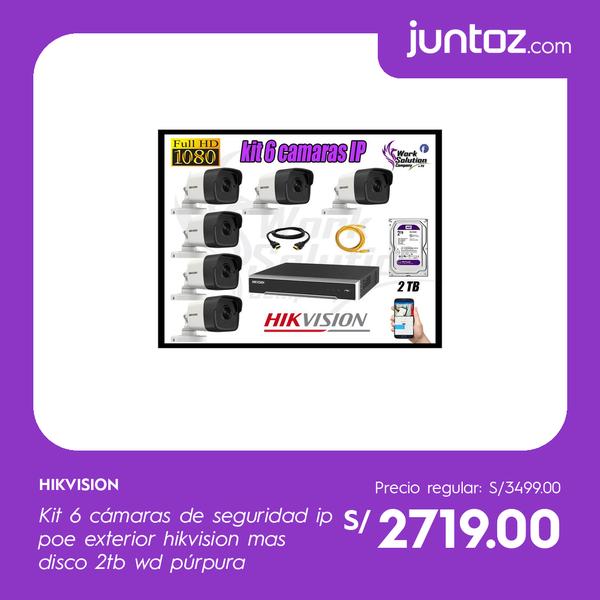 juntoz.com
Full HD
1080
kit 6 camaras IP
Work
Solution
Company
2 TB
HIKVISION
HIKVISION
Precio regular: S/3499.00
Kit 6 cámaras de seguridad ip
poe exterior hikvision mas
disco 2tb wd púrpura
S/ 2719.00